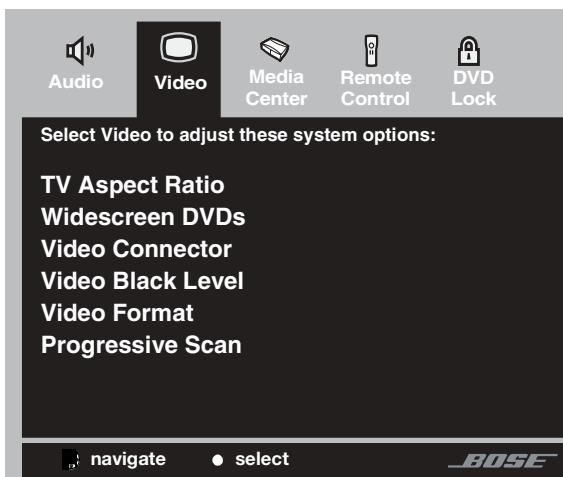 Audio
Video
Media
Center
Remote
Control
DVD
Lock
Select Video to adjust these system options:
TV Aspect Ratio
Widescreen DVDs
Video Connector
Video Black Level
Video Format
Progressive Scan
navigate
select
BOSE